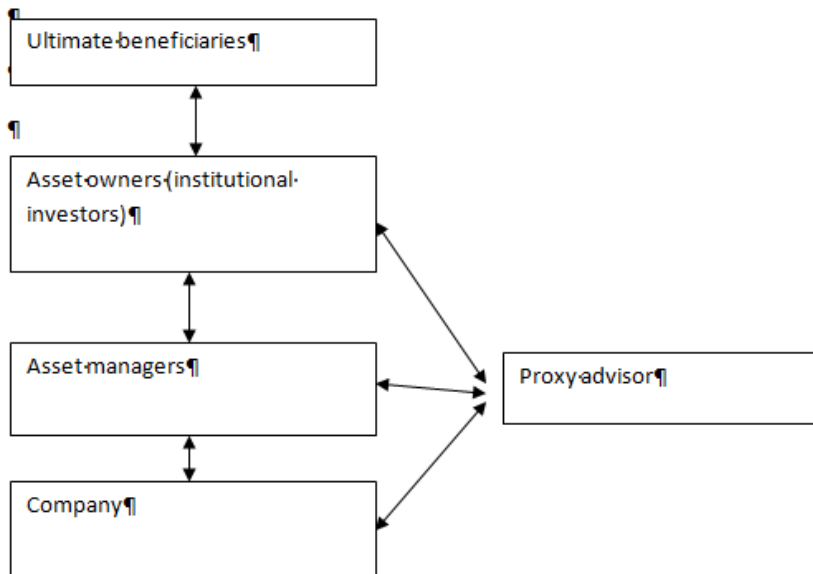 ¶
Ultimate·beneficiaries¶
¶
Asset·owners·(institutional·
investors)¶
Asset·managers¶
Proxy·advisor¶
Company¶